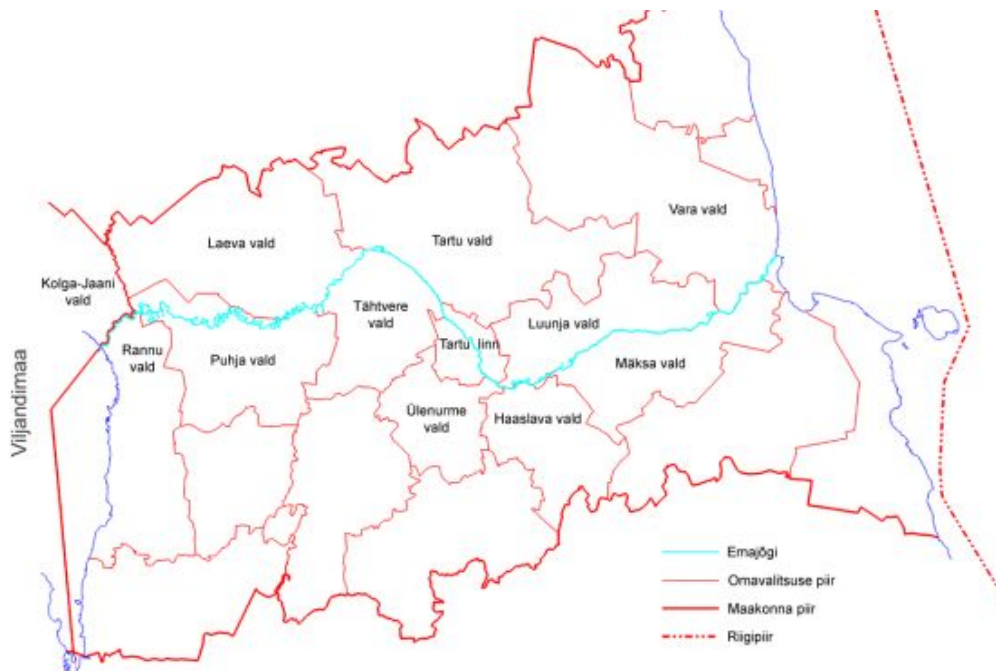 Vara vald
Laeva vald
Tartu vald
Kolga-Jaani
vald
Tähtvere
vald
Luunja vald
Tartu linn
Rannu
vald
Puhja vald
Mäksa vald
Ülenurme
vald
Haaslava vald
Viljandimaa
Emajõgi
Omavalitsuse piir
Maakonna piir
Riigipiir